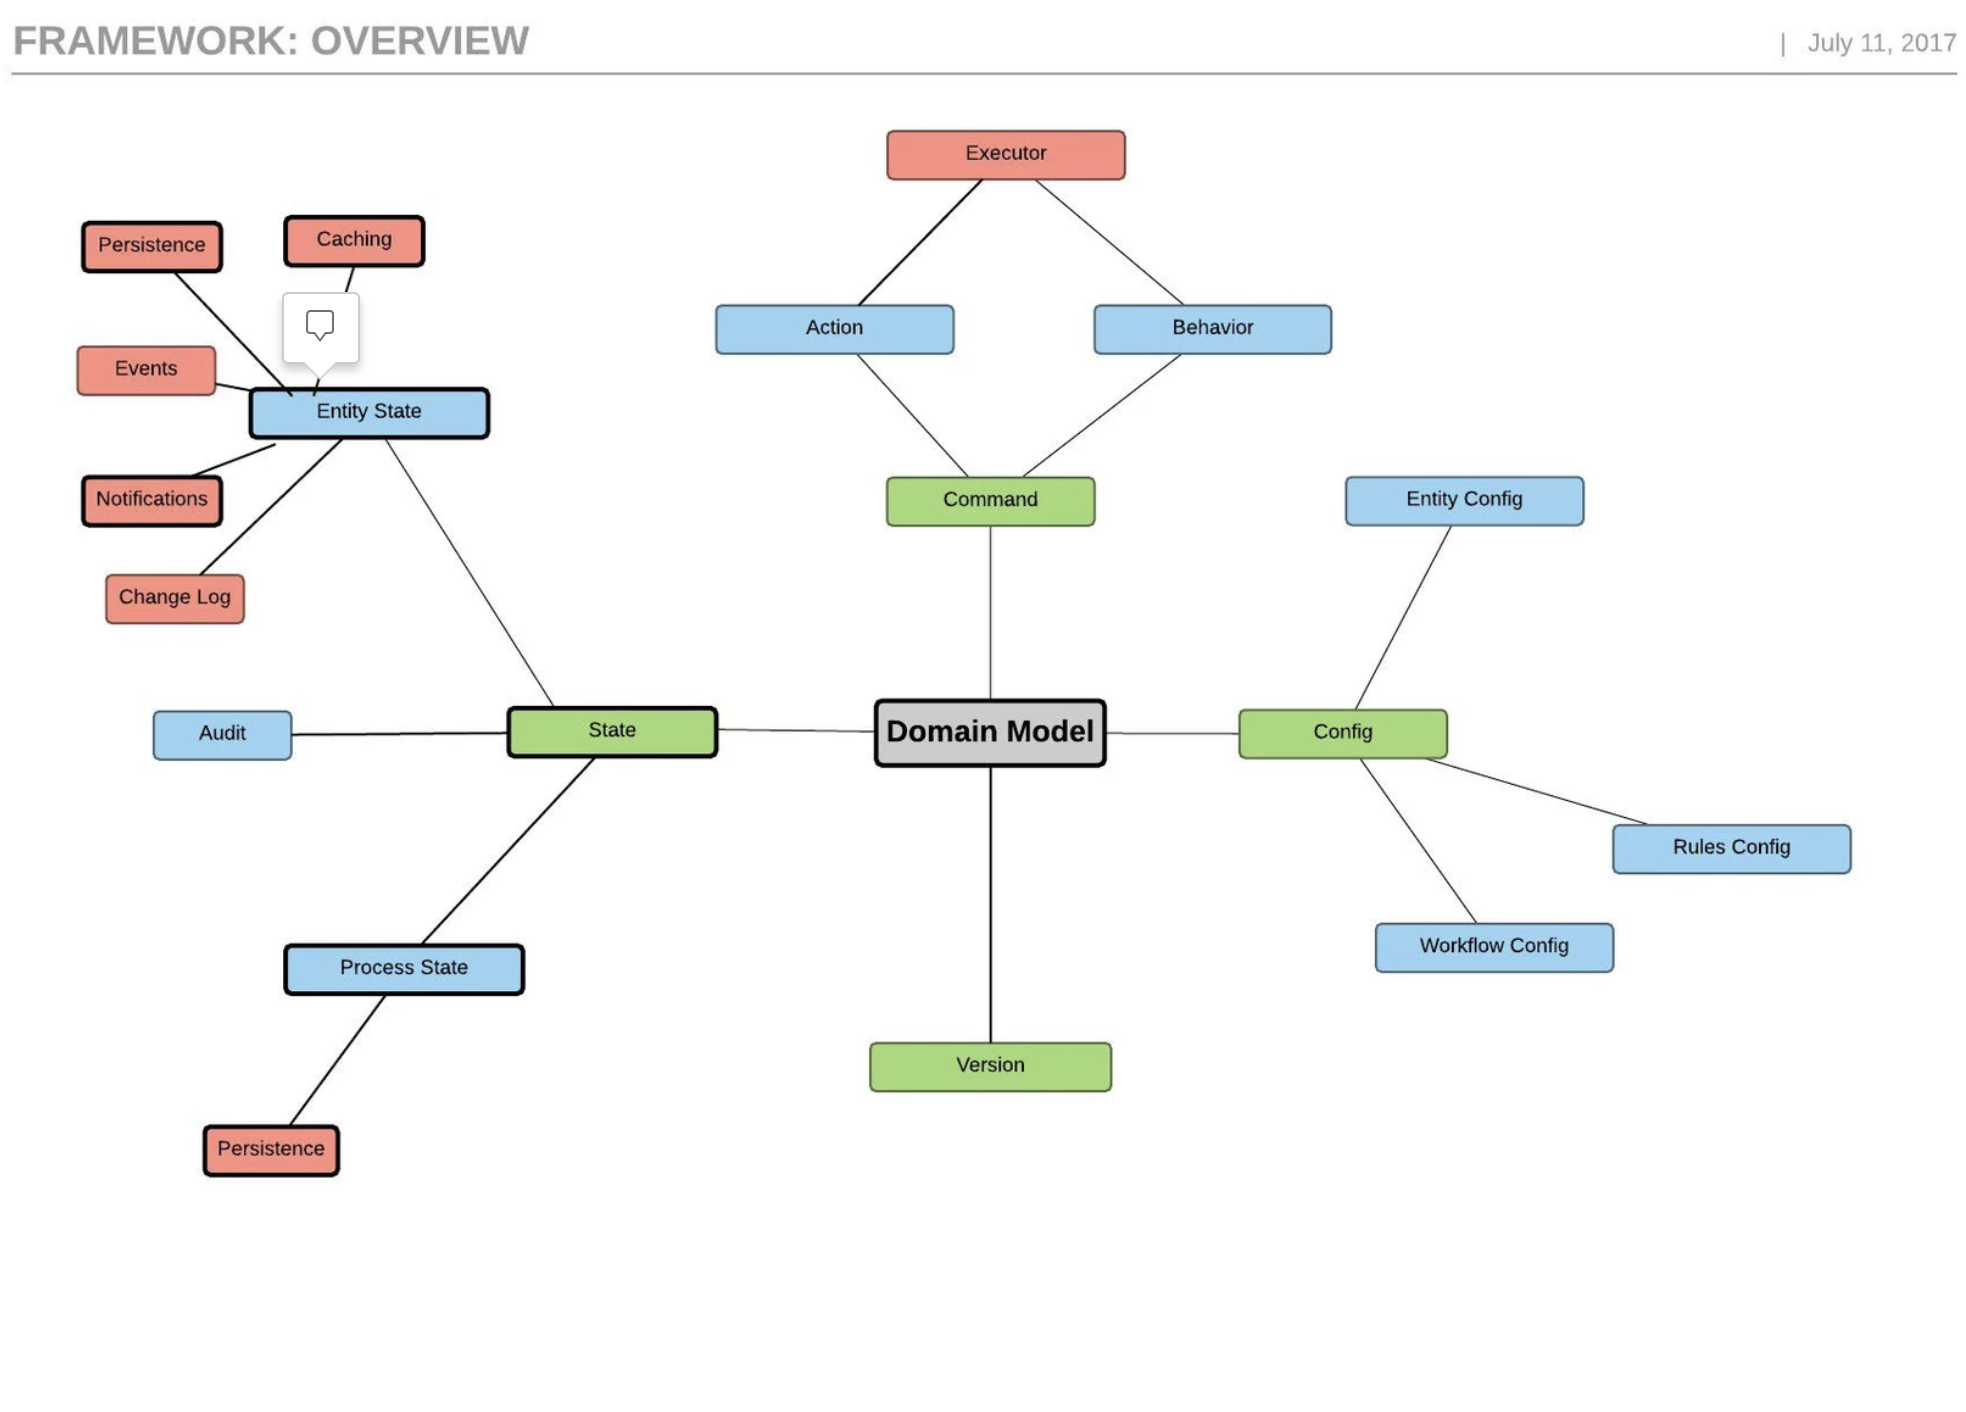 FRAMEWORK: OVERVIEW
| July 11, 2017
Executor
Persistence
Caching
Action
Behavior
Events
Entity State
Notifications
Command
Entity Config
Change Log
Audit
State
Domain Model
Config
Rules Config
Workflow Config
Process State
Version
Persistence